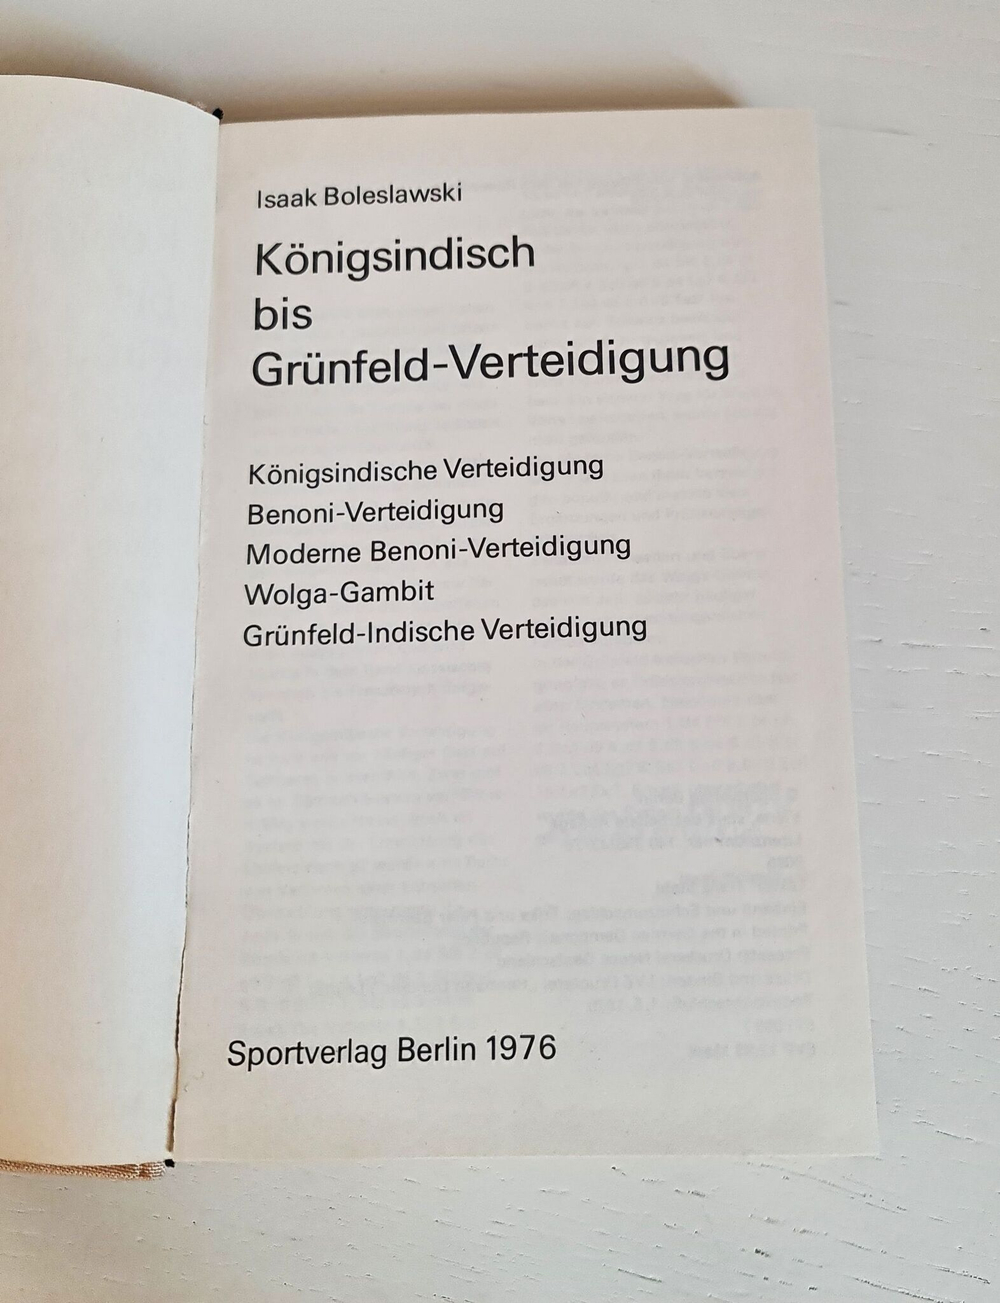 Isaak Boleslawski
Königsindisch
bis
Grünfeld-Verteidigung
Königsindische Verteidigung
Benoni-Verteidigung
Moderne Benoni-Verteidigung
Wolga-Gambit
Grünfeld-Indische Verteidigung
Sportverlag Berlin 1976